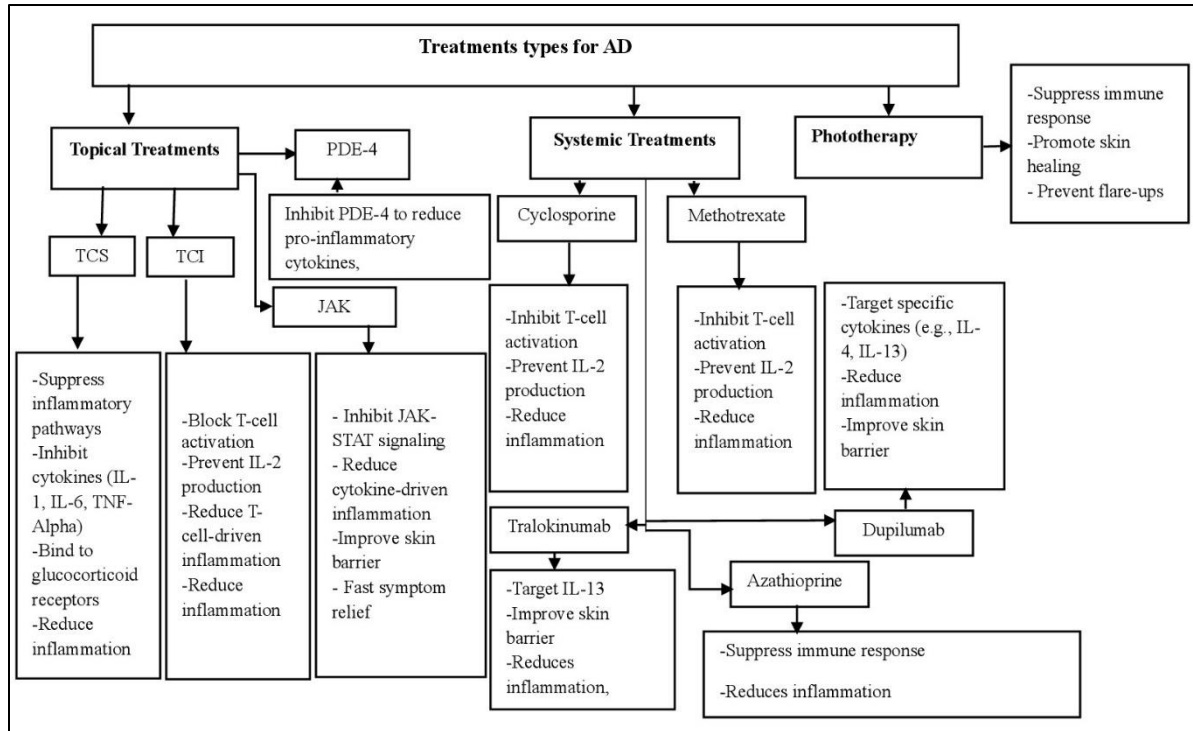 Treatments types for AD
Topical Treatments
PDE-4
Inhibit PDE-4 to reduce
pro-inflammatory
cytokines,
TCS
TCI
JAK
-Suppress
inflammatory
pathways
-Inhibit
cytokines (IL-
1, IL-6, TNF-
Alpha)
-Bind to
glucocorticoid
receptors
-Reduce
inflammation
-Block T-cell
activation
-Prevent IL-2
production
-Reduce T-
cell-driven
inflammation
-Reduce
inflammation
- Inhibit JAK-
STAT signaling
- Reduce
cytokine-driven
inflammation
-Improve skin
barrier
- Fast symptom
relief
Systemic Treatments
Cyclosporine
Methotrexate
-Inhibit T-cell
activation
-Prevent IL-2
production
-Reduce
inflammation
-Inhibit T-cell
activation
-Prevent IL-2
production
-Reduce
inflammation
-Target specific
cytokines (e.g., IL-
4, IL-13)
-Reduce
inflammation
-Improve skin
barrier
Tralokinumab
Dupilumab
-Target IL-13
-Improve skin
barrier
-Reduces
inflammation,
Azathioprine
-Suppress immune response
-Reduces inflammation
Phototherapy
-Suppress immune
response
-Promote skin
healing
- Prevent flare-ups